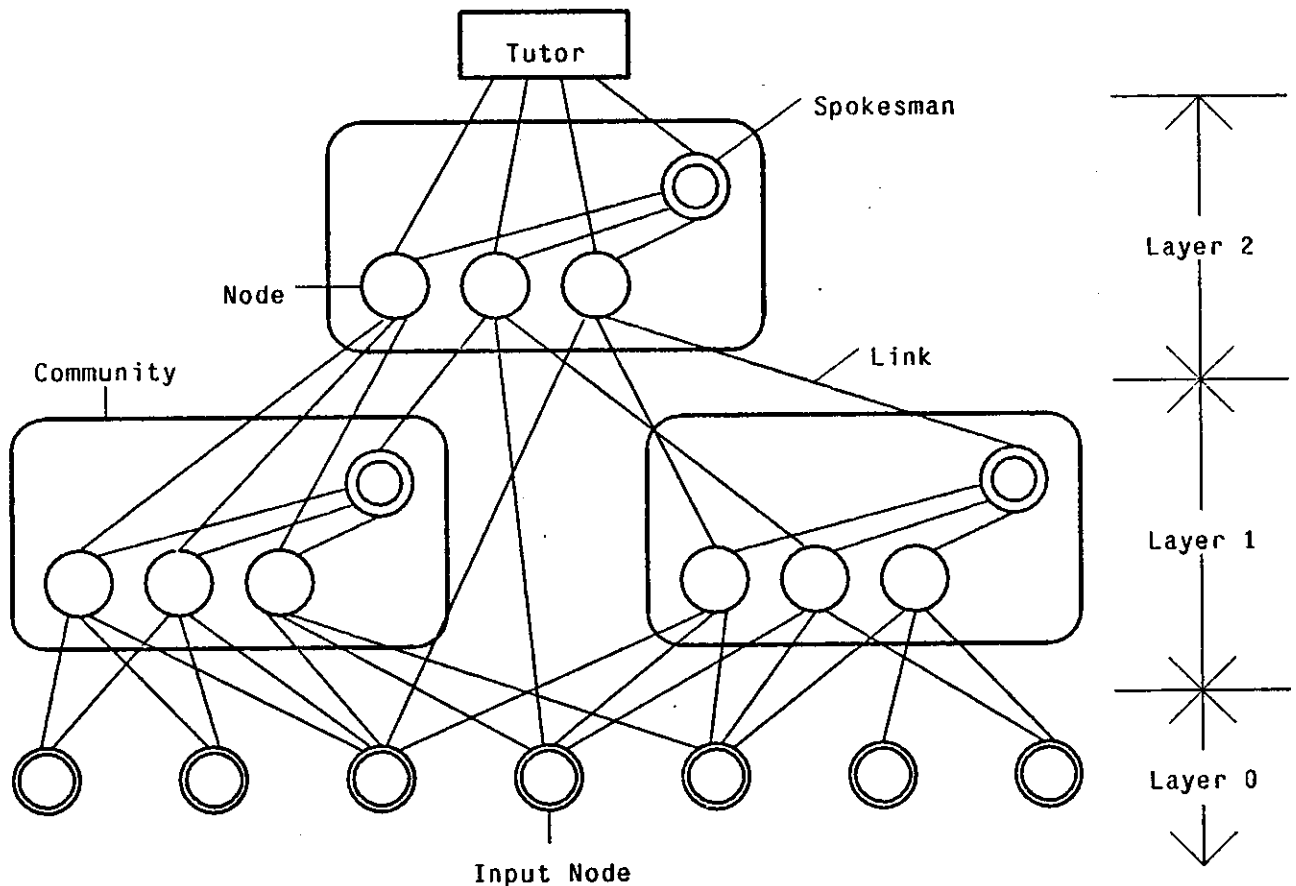 Tutor
Spokesman
Layer 2
Node
Link
Community
Layer 1
Layer 0
Input Node